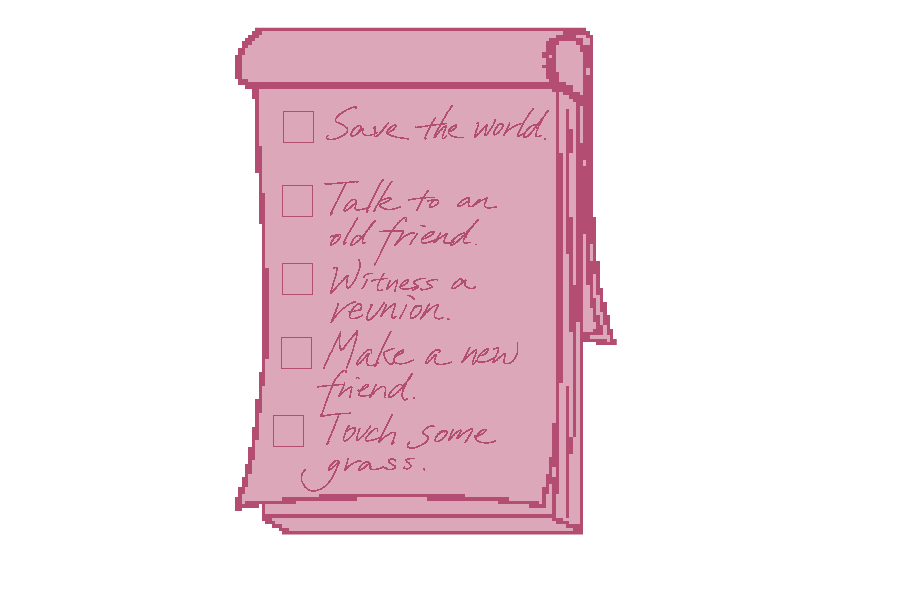 Save the world.
Talk to an
old friend.
Witness a
reunion.
Make a new
friend.
Touch some
grass.